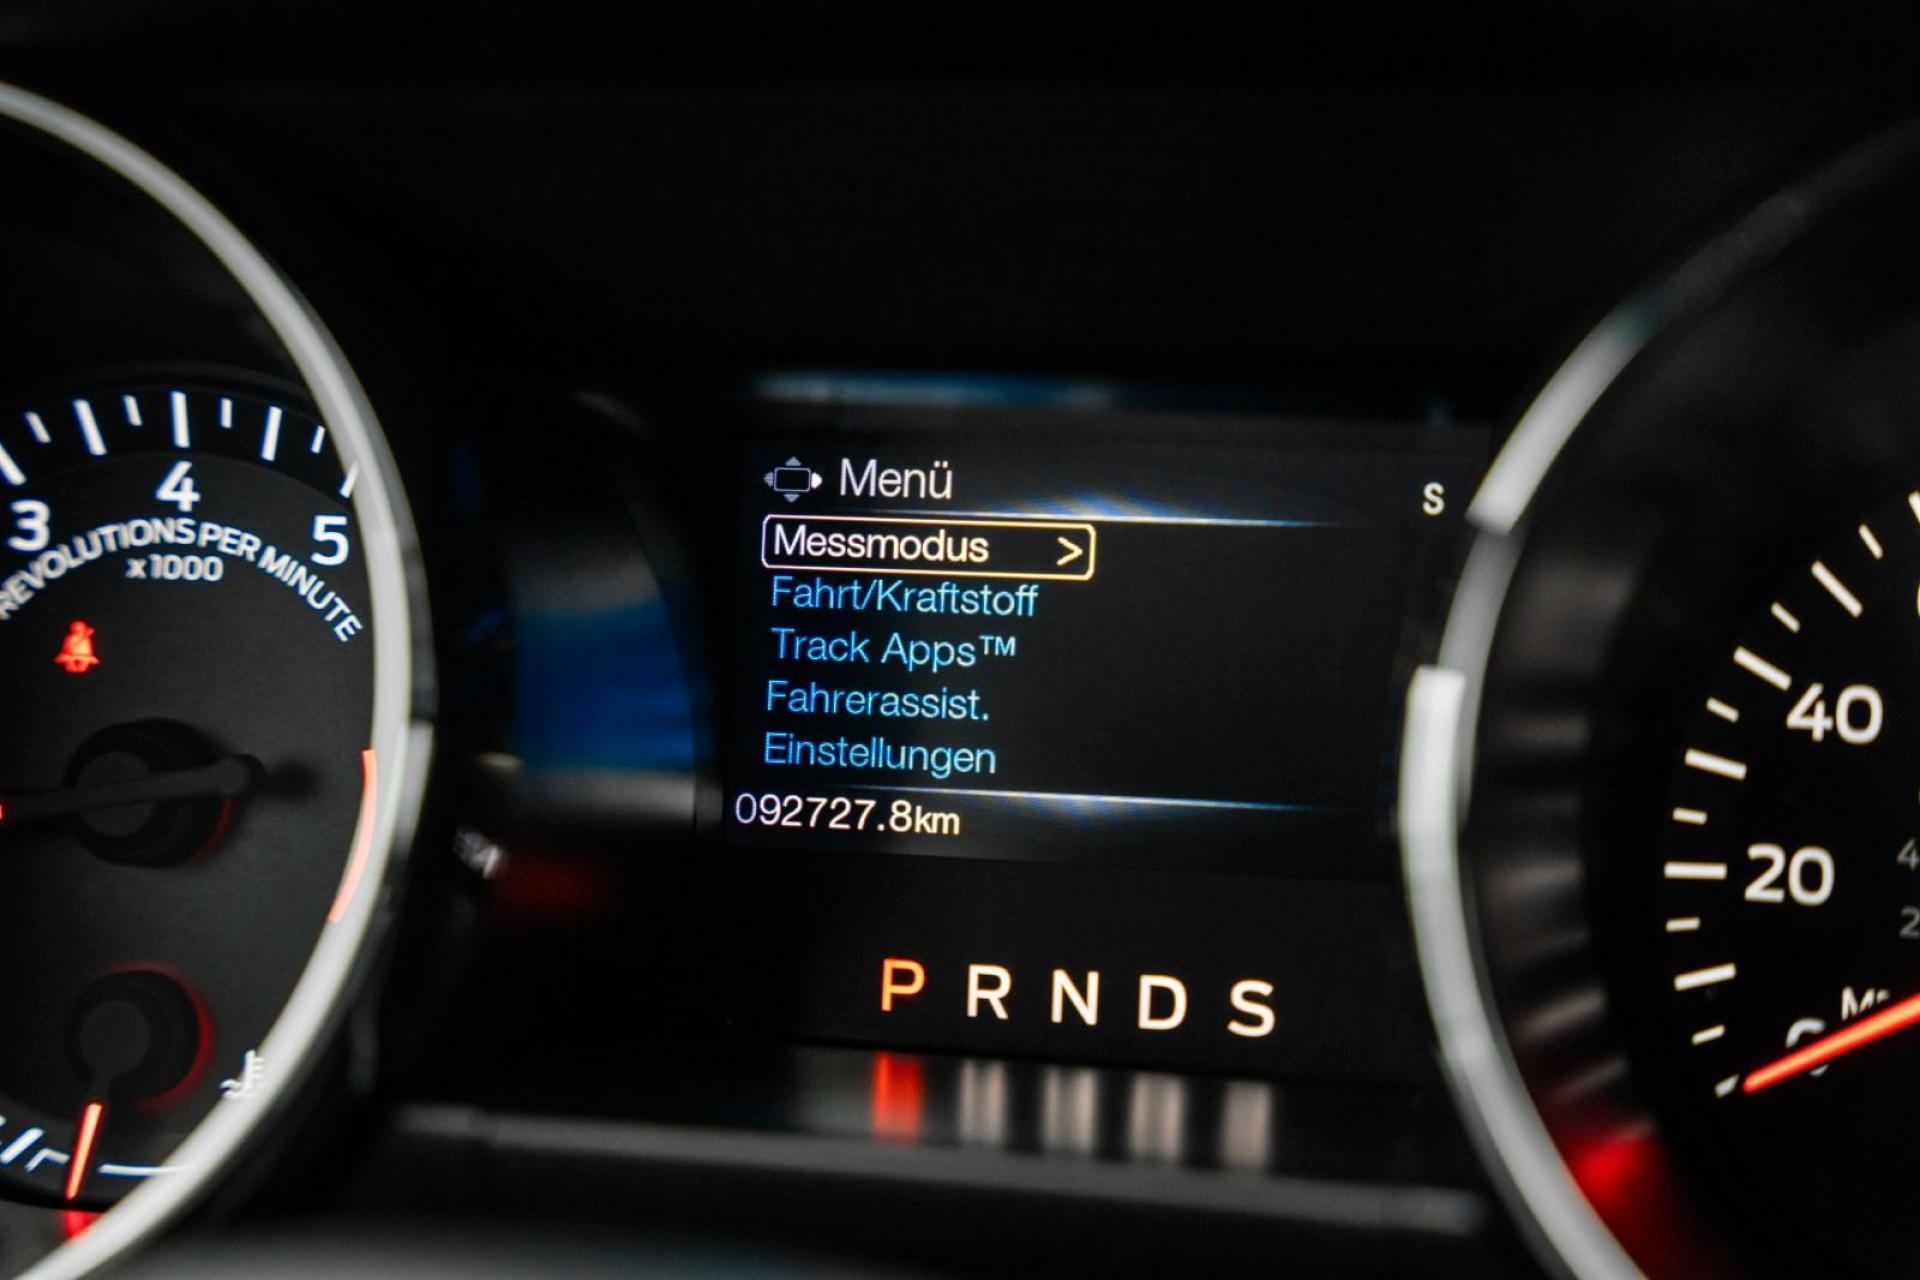 3
4
5
REVOLUTIONS PER MINUTE
x1000
Menü
S
Messmodus >
Fahrt/Kraftstoff
Track Apps™
Fahrerassist.
Einstellungen
092727.8km
P R N D S
40
20